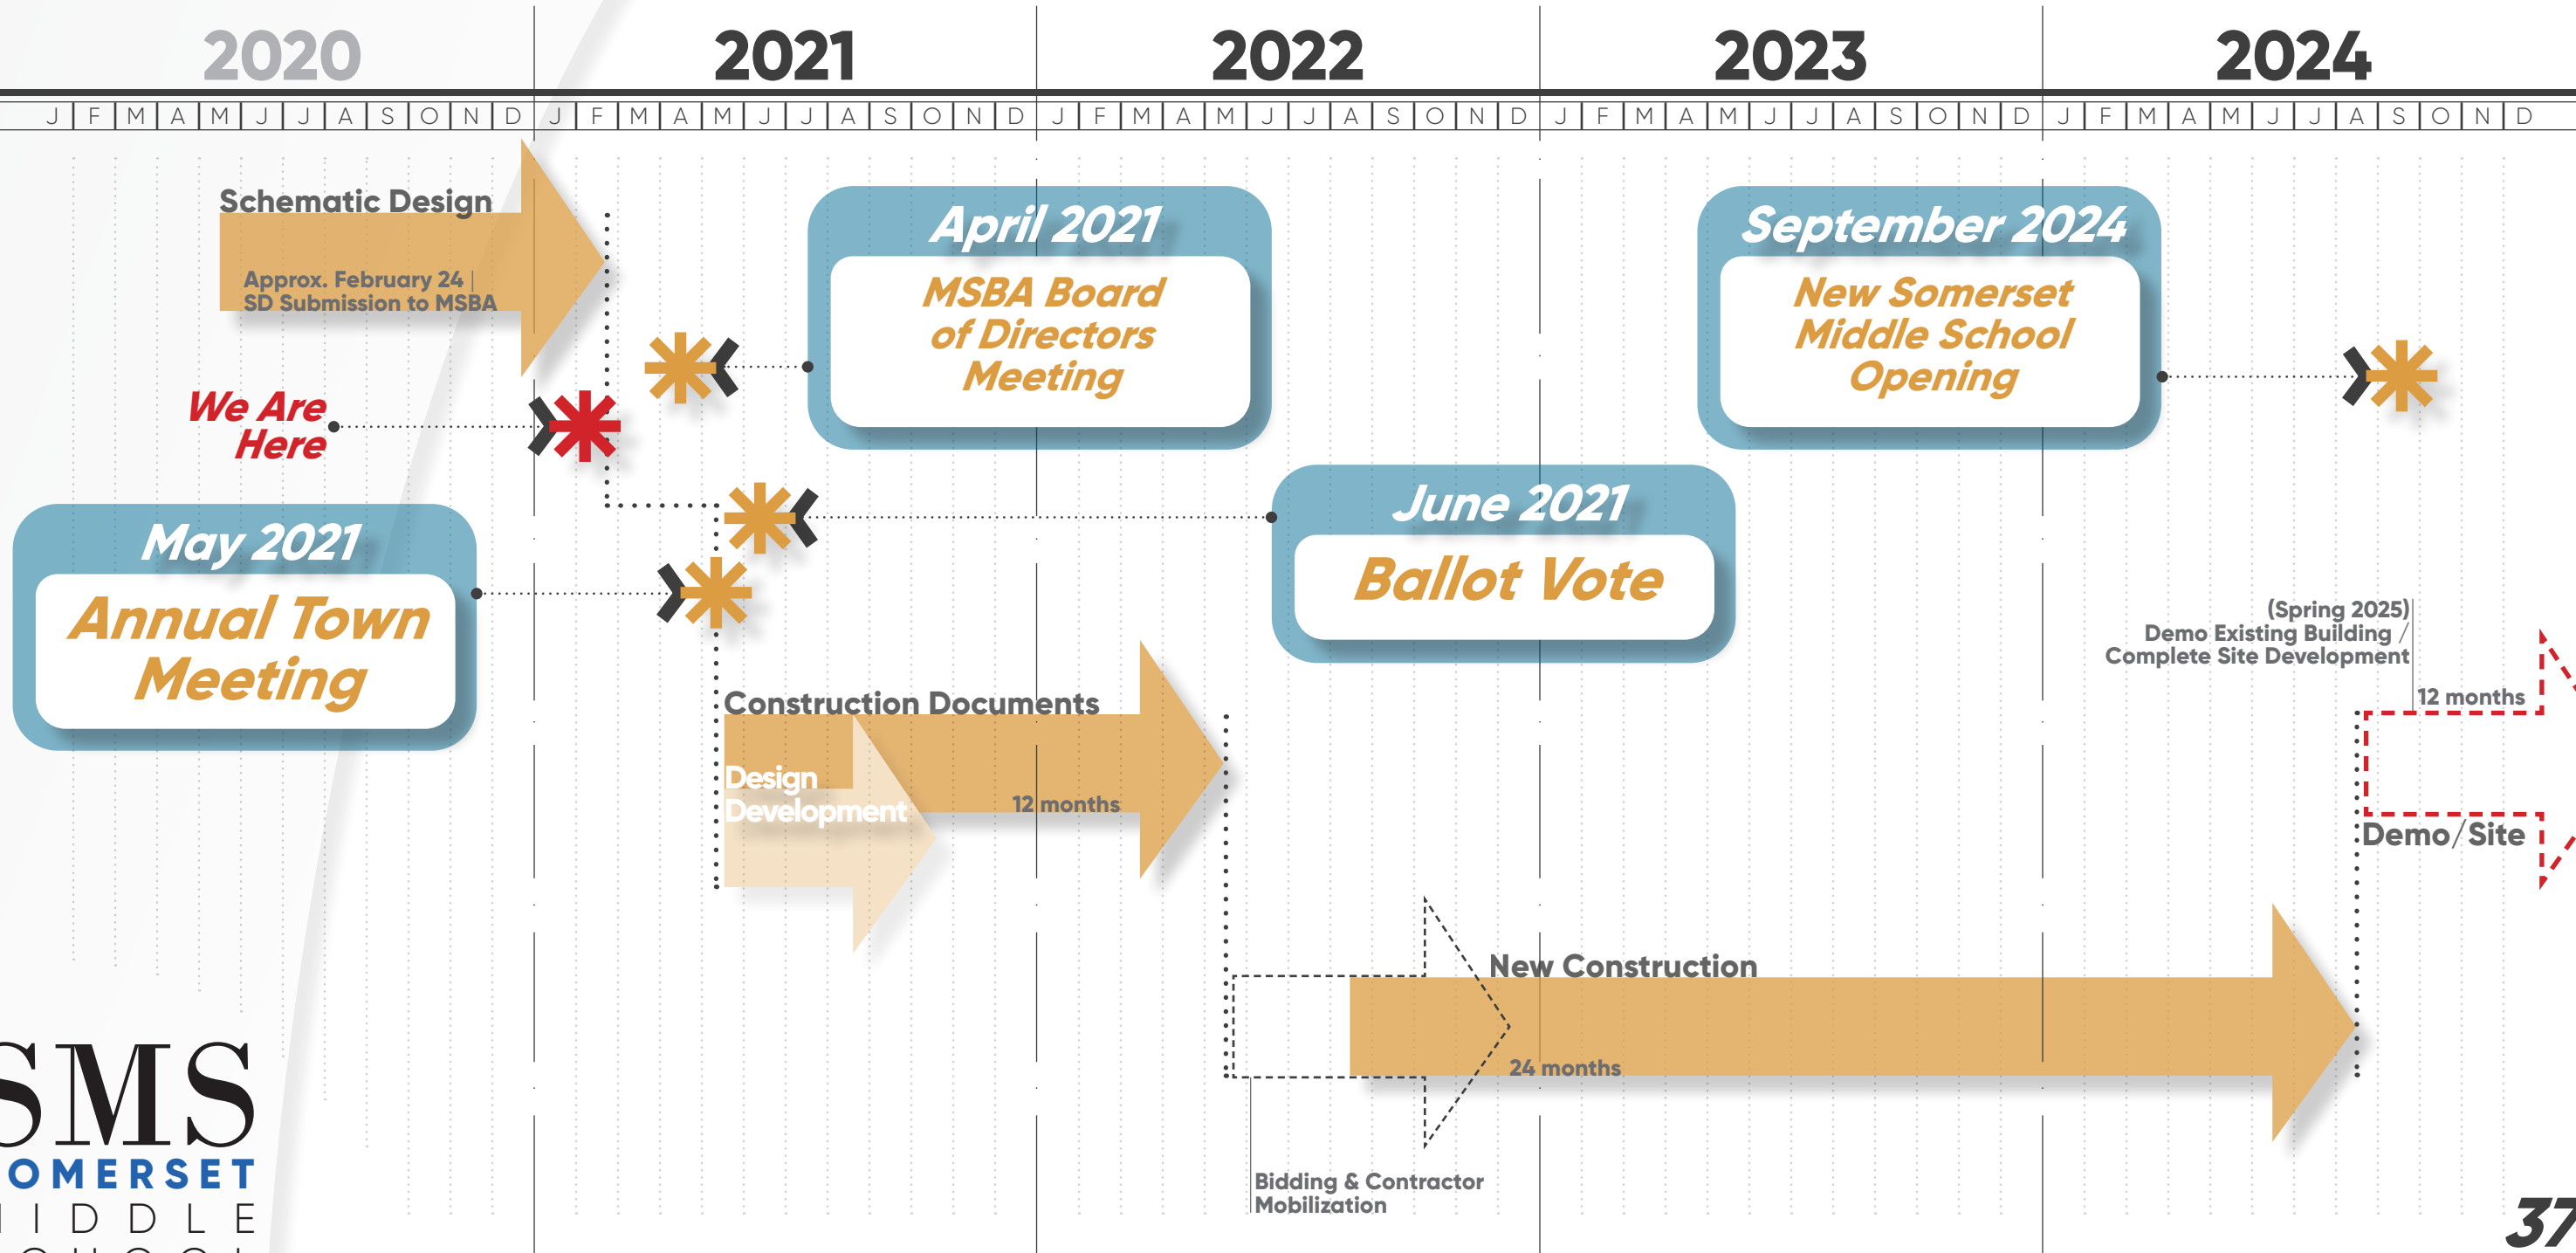 2020 2021 2022 2023 2024
J F M A M J J A S O N D J F M A M J J A S O N D J F M A M J J A S O N D J F M A M J J A S O N D J F M A M J J A S O N D
Schematic Design
Approx. February 24 |
SD Submission to MSBA
April 2021
MSBA Board
of Directors
Meeting
September 2024
New Somerset
Middle School
Opening
We Are
Here
June 2021
Ballot Vote
May 2021
Annual Town
Meeting
(Spring 2025)
Demo Existing Building /
Complete Site Development
12 months
Demo/Site
Construction Documents
Design
Development
12 months
New Construction
24 months
Bidding & Contractor
Mobilization
SMS
OMERSET
IDDLE
37